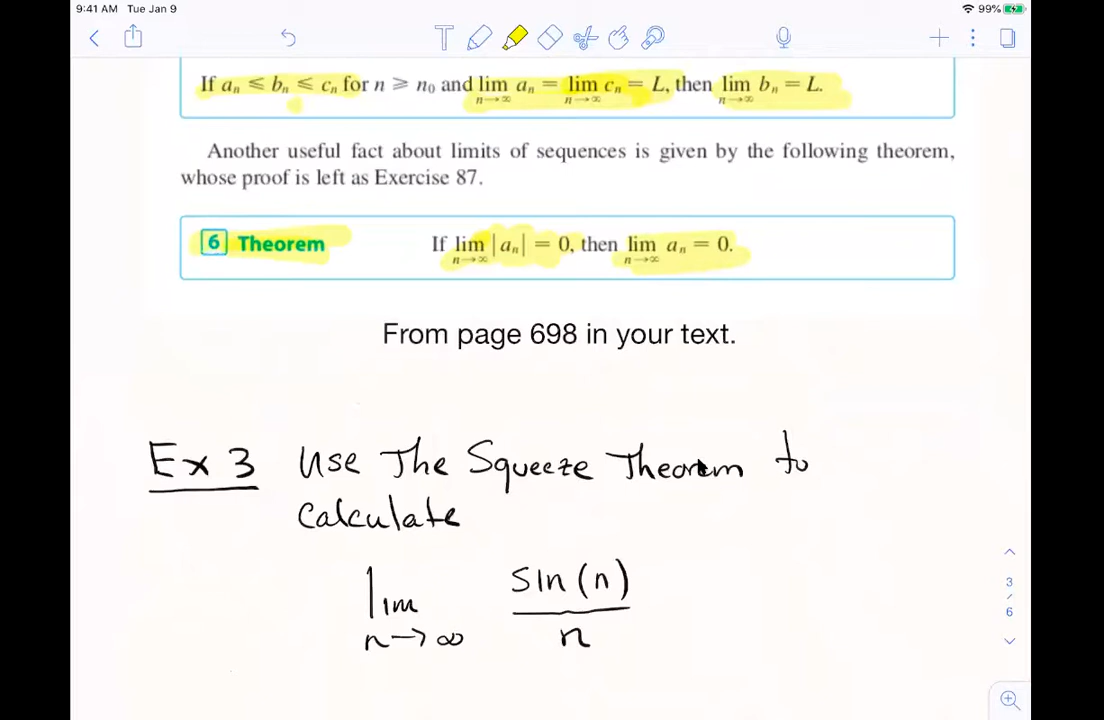 9:41 AM Tue Jan 9
99%
If aₙ ≤ bₙ ≤ cₙ for n ≥ n₀ and lim aₙ = lim cₙ = L, then lim bₙ = L.
n→∞ n→∞ n→∞
Another useful fact about limits of sequences is given by the following theorem,
whose proof is left as Exercise 87.
6 Theorem If lim |aₙ| = 0, then lim aₙ = 0.
n→∞ n→∞
From page 698 in your text.
Ex 3 Use The Squeeze Theorem to
Calculate
lim sin(n)
n→∞ n
3
/
6